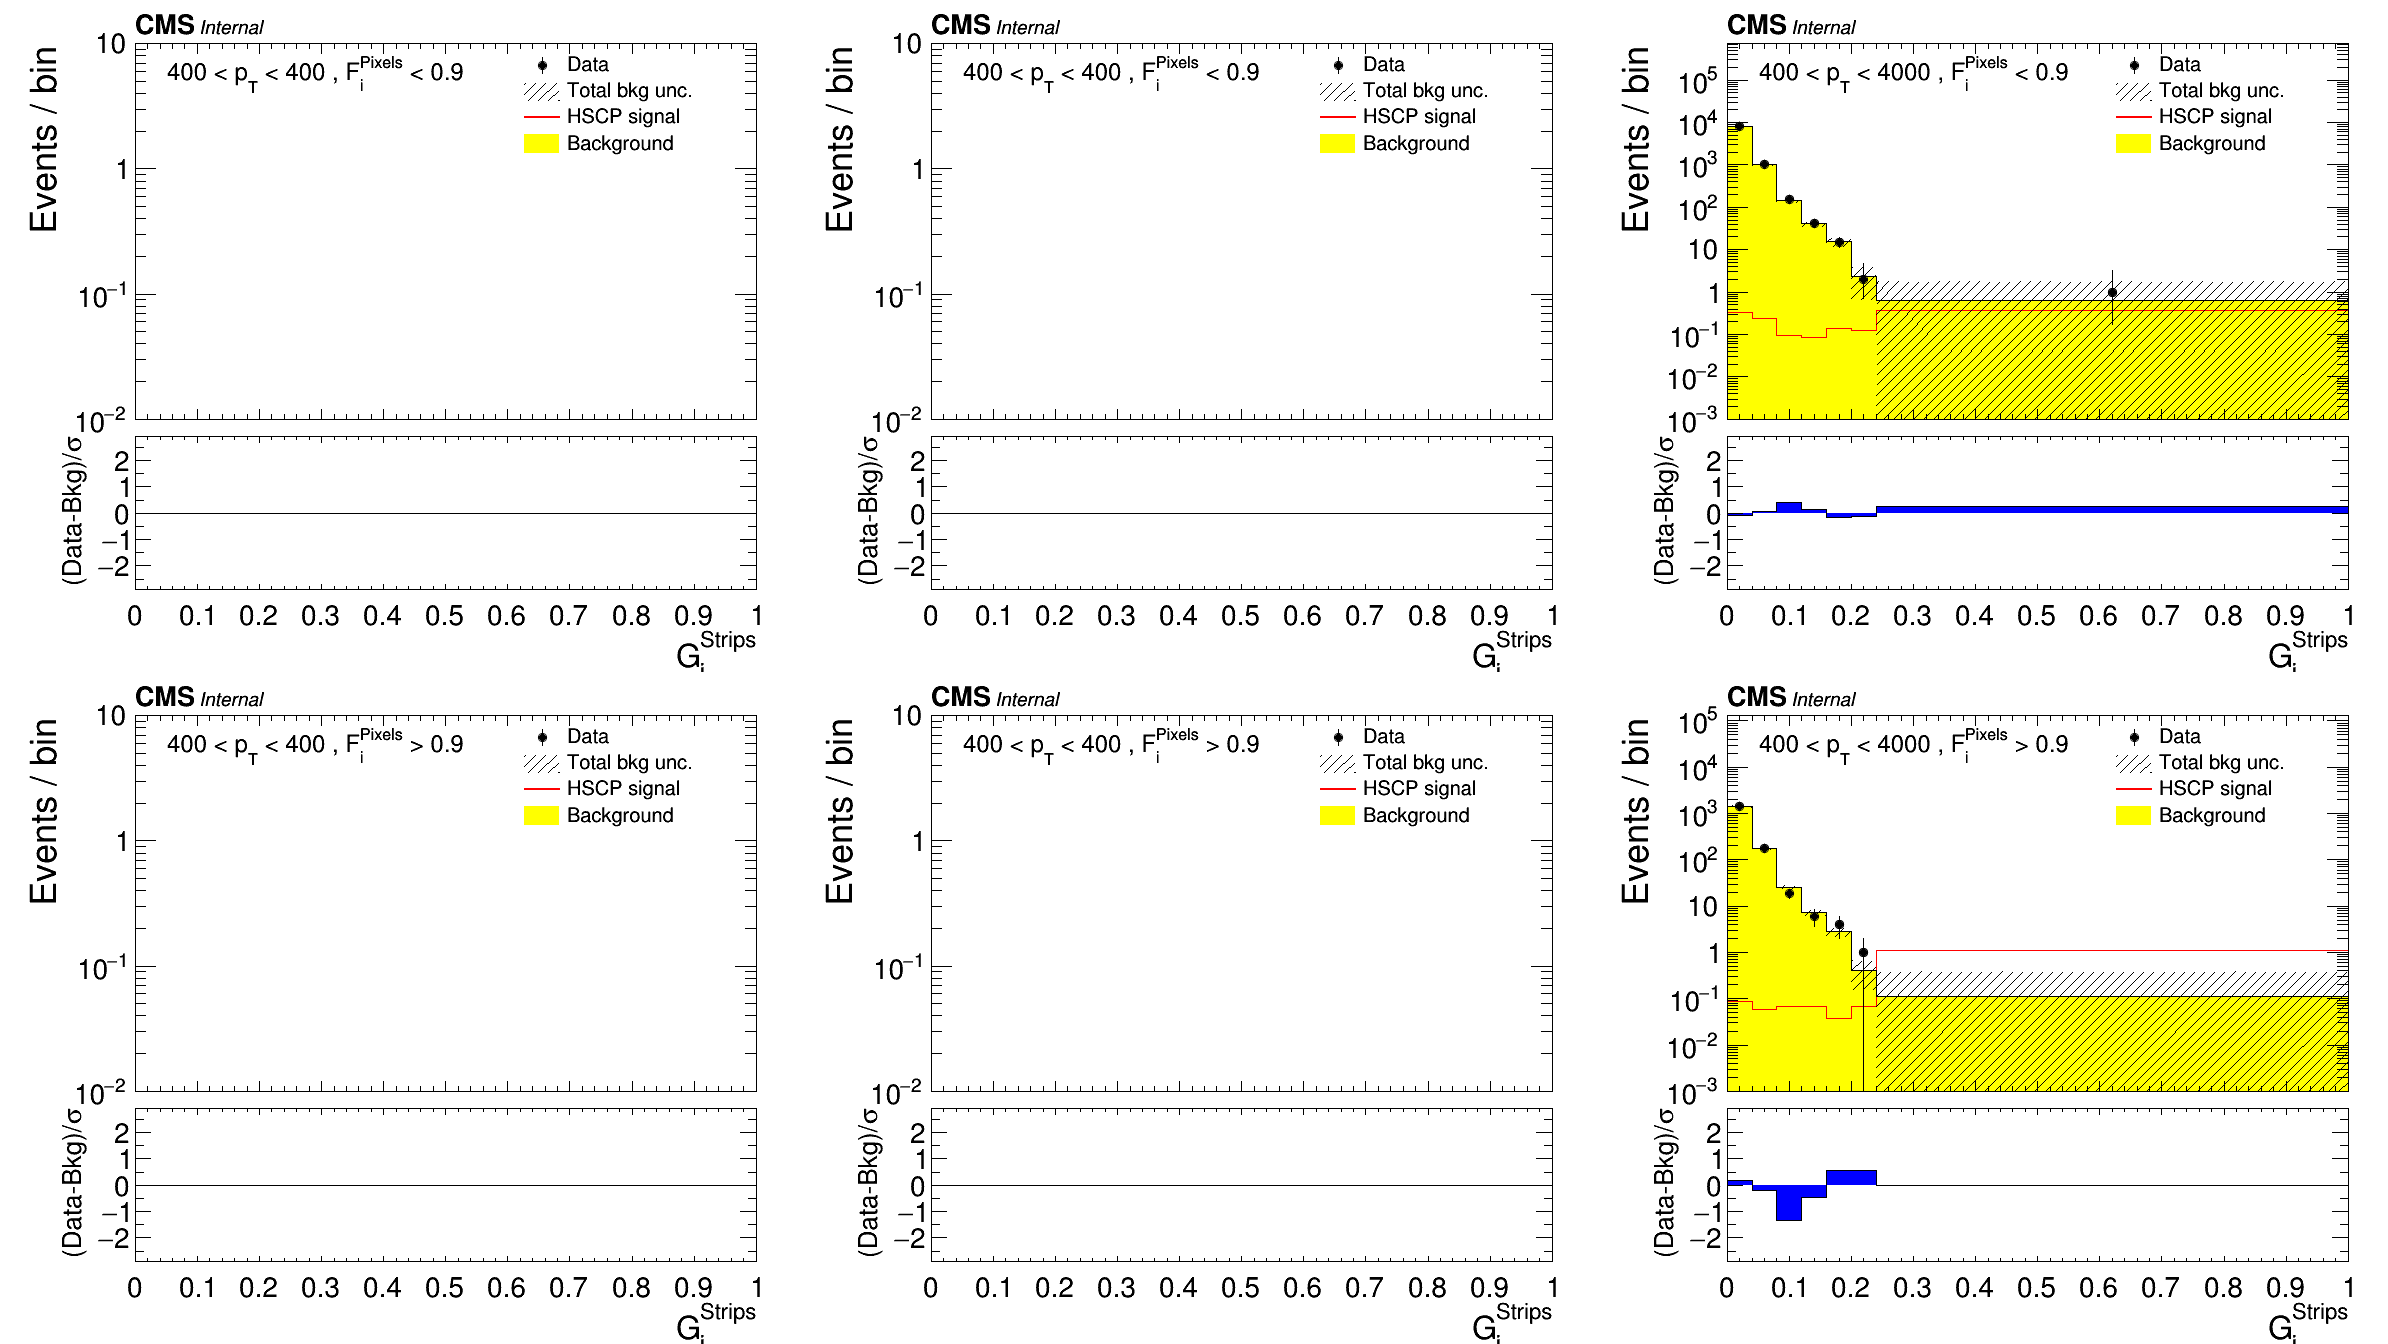 CMS Internal
Events / bin
400 < p_T < 400 , F_i^Pixels < 0.9
Data
Total bkg unc.
HSCP signal
Background
10
1
10^−1
10^−2
(Data-Bkg)/σ
2
1
0
−1
−2
0 0.1 0.2 0.3 0.4 0.5 0.6 0.7 0.8 0.9 1
G_i^Strips
CMS Internal
Events / bin
400 < p_T < 400 , F_i^Pixels < 0.9
Data
Total bkg unc.
HSCP signal
Background
10
1
10^−1
10^−2
(Data-Bkg)/σ
2
1
0
−1
−2
0 0.1 0.2 0.3 0.4 0.5 0.6 0.7 0.8 0.9 1
G_i^Strips
CMS Internal
Events / bin
400 < p_T < 4000 , F_i^Pixels < 0.9
Data
Total bkg unc.
HSCP signal
Background
10^5
10^4
10^3
10^2
10
1
10^−1
10^−2
10^−3
(Data-Bkg)/σ
2
1
0
−1
−2
0 0.1 0.2 0.3 0.4 0.5 0.6 0.7 0.8 0.9 1
G_i^Strips
CMS Internal
Events / bin
400 < p_T < 400 , F_i^Pixels > 0.9
Data
Total bkg unc.
HSCP signal
Background
10
1
10^−1
10^−2
(Data-Bkg)/σ
2
1
0
−1
−2
0 0.1 0.2 0.3 0.4 0.5 0.6 0.7 0.8 0.9 1
G_i^Strips
CMS Internal
Events / bin
400 < p_T < 400 , F_i^Pixels > 0.9
Data
Total bkg unc.
HSCP signal
Background
10
1
10^−1
10^−2
(Data-Bkg)/σ
2
1
0
−1
−2
0 0.1 0.2 0.3 0.4 0.5 0.6 0.7 0.8 0.9 1
G_i^Strips
CMS Internal
Events / bin
400 < p_T < 4000 , F_i^Pixels > 0.9
Data
Total bkg unc.
HSCP signal
Background
10^5
10^4
10^3
10^2
10
1
10^−1
10^−2
10^−3
(Data-Bkg)/σ
2
1
0
−1
−2
0 0.1 0.2 0.3 0.4 0.5 0.6 0.7 0.8 0.9 1
G_i^Strips